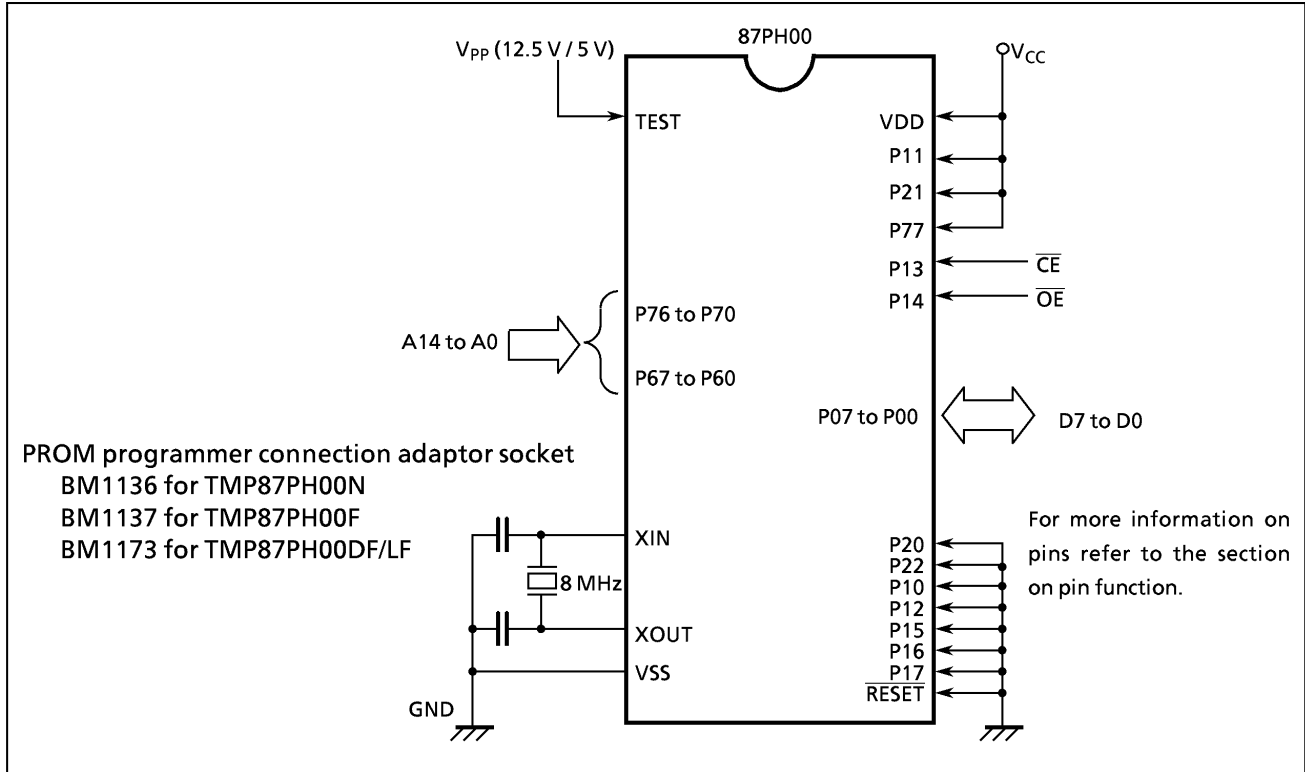 87PH00
VPP (12.5 V / 5 V)
VCC
TEST
VDD
P11
P21
P77
P13
CE
P14
OE
A14 to A0
P76 to P70
P67 to P60
P07 to P00
D7 to D0
PROM programmer connection adaptor socket
BM1136 for TMP87PH00N
BM1137 for TMP87PH00F
BM1173 for TMP87PH00DF/LF
XIN
8 MHz
XOUT
VSS
GND
P20
P22
P10
P12
P15
P16
P17
RESET
For more information on
pins refer to the section
on pin function.